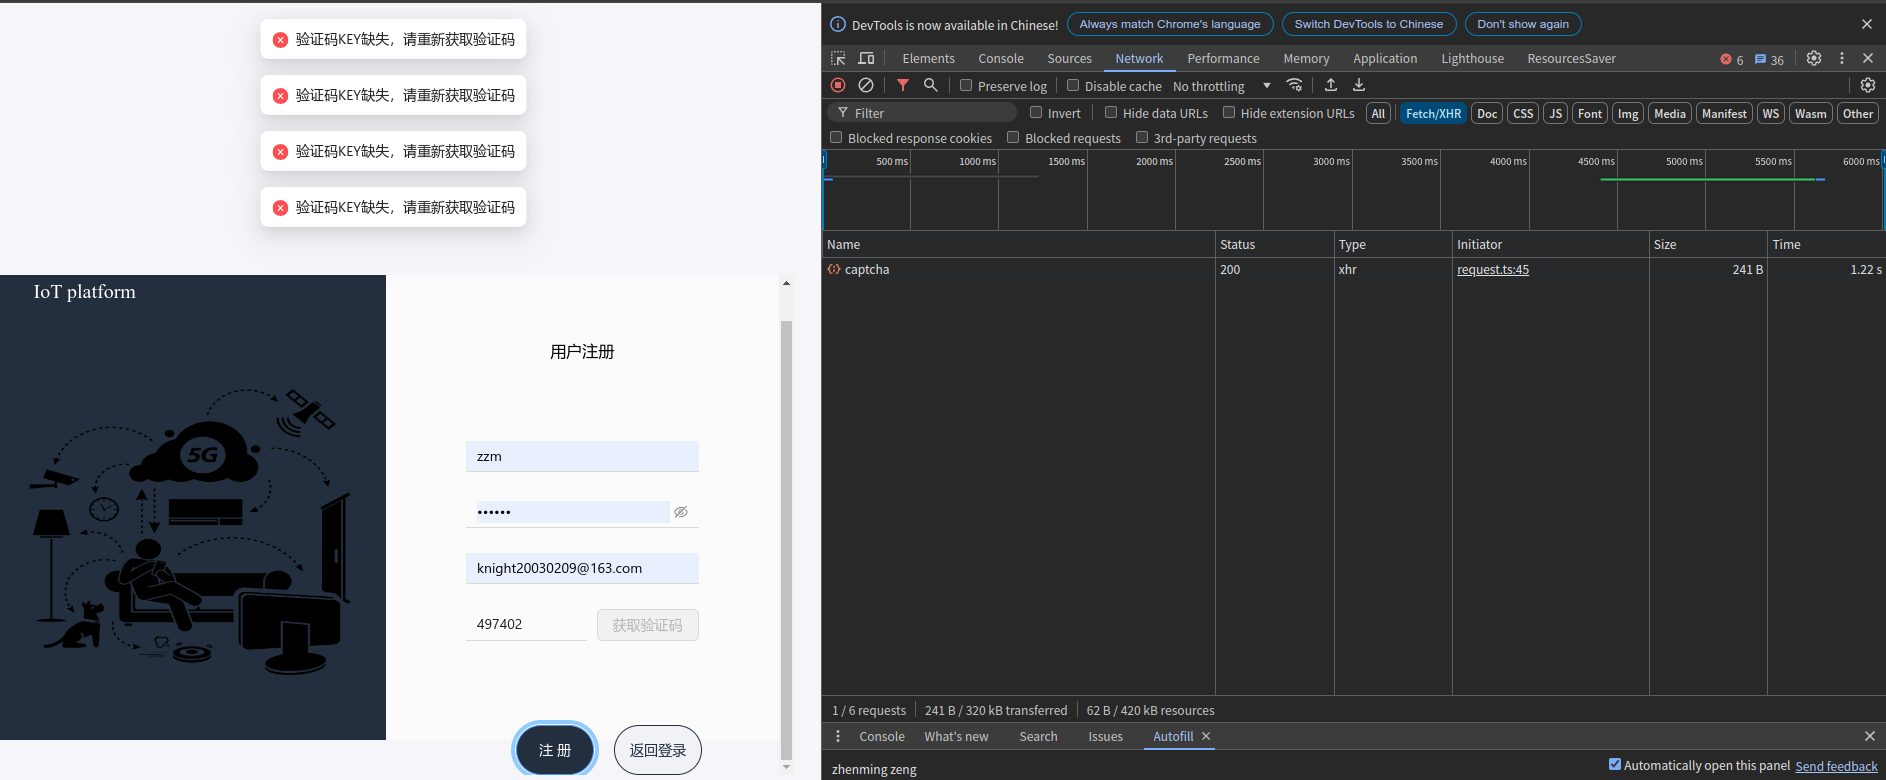 验证码KEY缺失，请重新获取验证码
验证码KEY缺失，请重新获取验证码
验证码KEY缺失，请重新获取验证码
验证码KEY缺失，请重新获取验证码
IoT platform
5G
用户注册
zzm
••••••
knight20030209@163.com
497402 获取验证码
注 册 返回登录
DevTools is now available in Chinese! Always match Chrome's language Switch DevTools to Chinese Don't show again
Elements Console Sources Network Performance Memory Application Lighthouse ResourcesSaver 6 36
Preserve log Disable cache No throttling
Filter Invert Hide data URLs Hide extension URLs All Fetch/XHR Doc CSS JS Font Img Media Manifest WS Wasm Other
Blocked response cookies Blocked requests 3rd-party requests
500 ms 1000 ms 1500 ms 2000 ms 2500 ms 3000 ms 3500 ms 4000 ms 4500 ms 5000 ms 5500 ms 6000 ms
Name Status Type Initiator Size Time
captcha 200 xhr request.ts:45 241 B 1.22 s
1 / 6 requests 241 B / 320 kB transferred 62 B / 420 kB resources
Console What's new Search Issues Autofill
zhenming zeng Automatically open this panel Send feedback